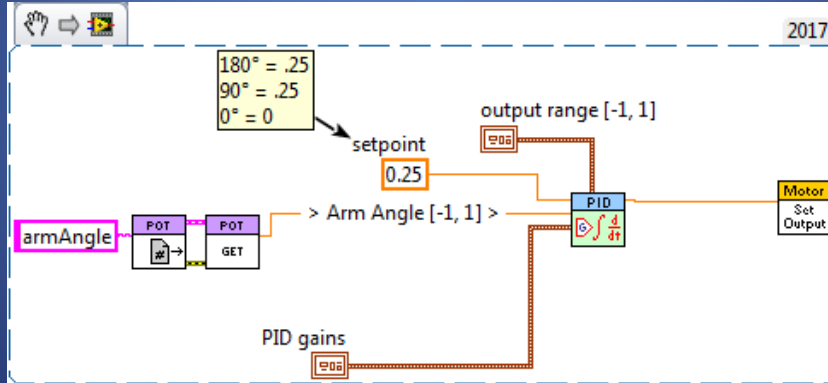 2017
180° = .25
90° = .25
0° = 0
output range [-1, 1]
setpoint
0.25
> Arm Angle [-1, 1] >
armAngle
POT
#
POT
GET
PID
G
d
dt
Motor
Set
Output
PID gains